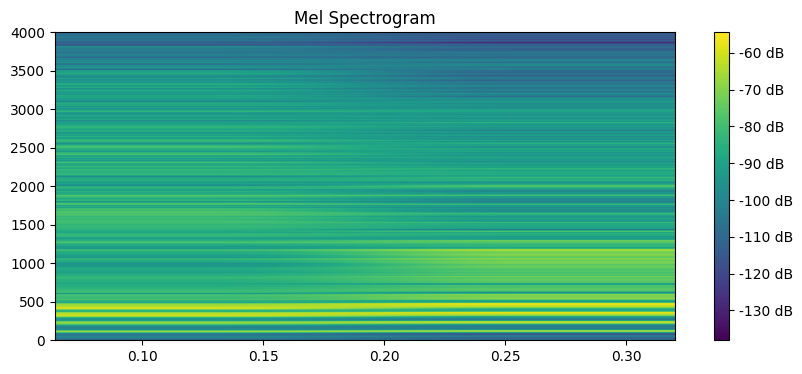 Mel Spectrogram
4000
3500
3000
2500
2000
1500
1000
500
0
0.10 0.15 0.20 0.25 0.30
-60 dB
-70 dB
-80 dB
-90 dB
-100 dB
-110 dB
-120 dB
-130 dB